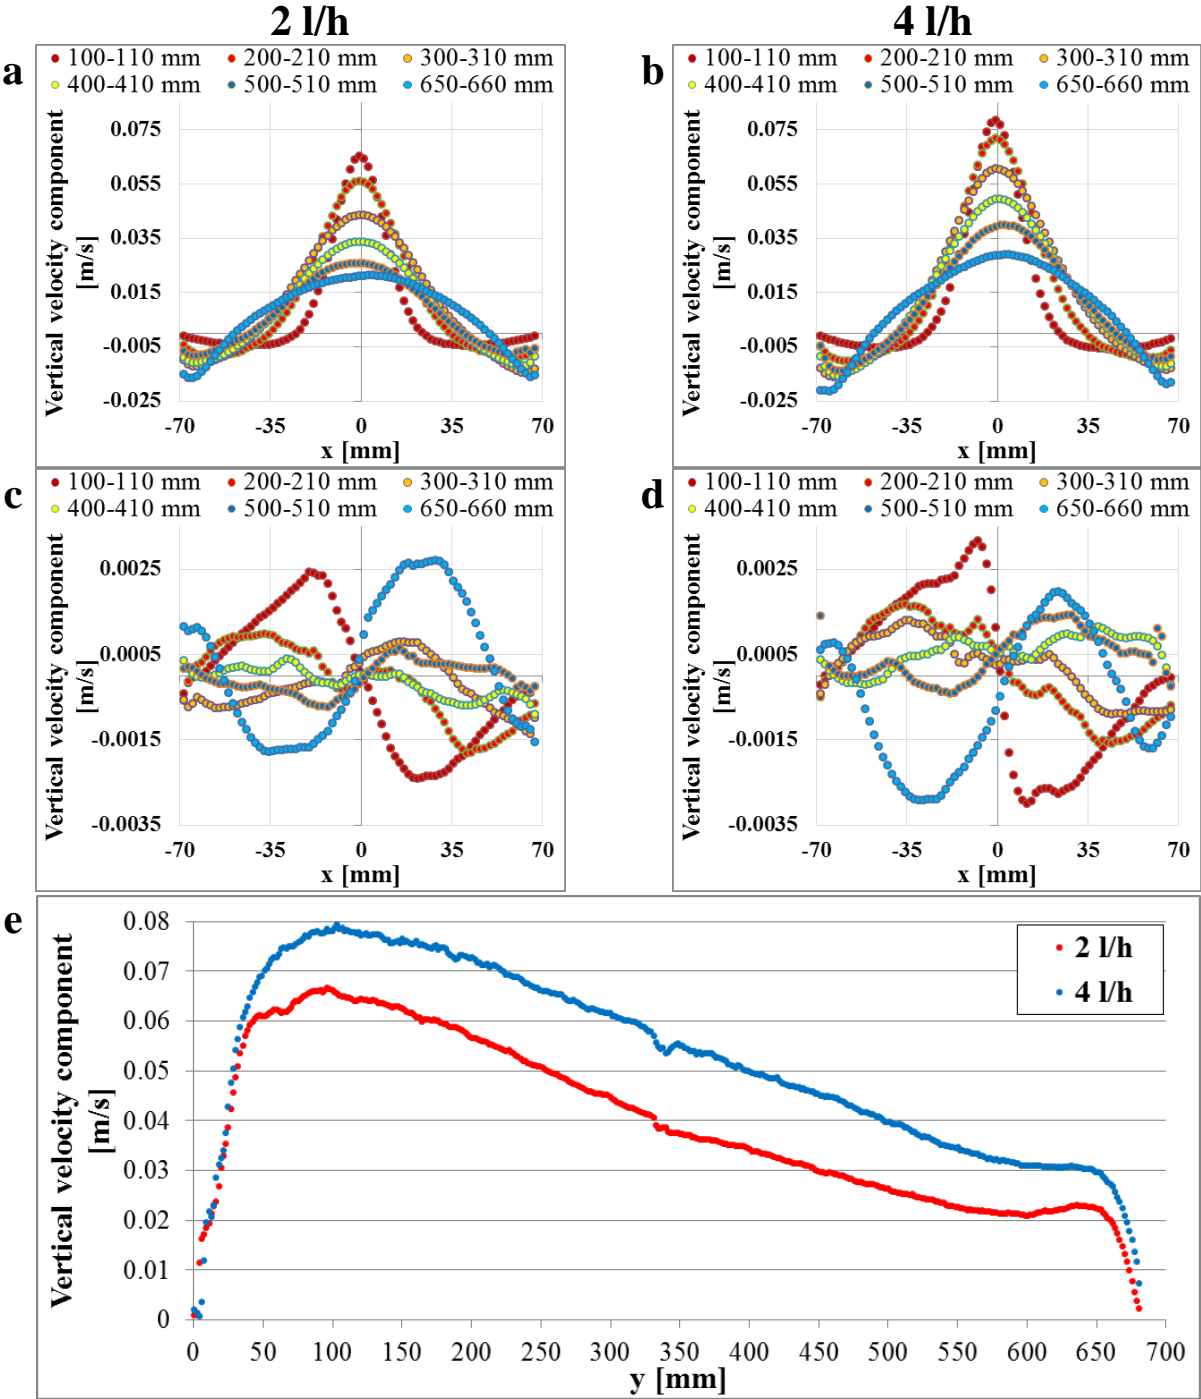 2 l/h
4 l/h
a
100-110 mm 200-210 mm 300-310 mm
400-410 mm 500-510 mm 650-660 mm
Vertical velocity component
[m/s]
0.075
0.055
0.035
0.015
-0.005
-0.025
-70 -35 0 35 70
x [mm]
b
100-110 mm 200-210 mm 300-310 mm
400-410 mm 500-510 mm 650-660 mm
Vertical velocity component
[m/s]
0.075
0.055
0.035
0.015
-0.005
-0.025
-70 -35 0 35 70
x [mm]
c
100-110 mm 200-210 mm 300-310 mm
400-410 mm 500-510 mm 650-660 mm
Vertical velocity component
[m/s]
0.0025
0.0005
-0.0015
-0.0035
-70 -35 0 35 70
x [mm]
d
100-110 mm 200-210 mm 300-310 mm
400-410 mm 500-510 mm 650-660 mm
Vertical velocity component
[m/s]
0.0025
0.0005
-0.0015
-0.0035
-70 -35 0 35 70
x [mm]
e
Vertical velocity component
[m/s]
0.08
0.07
0.06
0.05
0.04
0.03
0.02
0.01
0
2 l/h
4 l/h
0 50 100 150 200 250 300 350 400 450 500 550 600 650 700
y [mm]